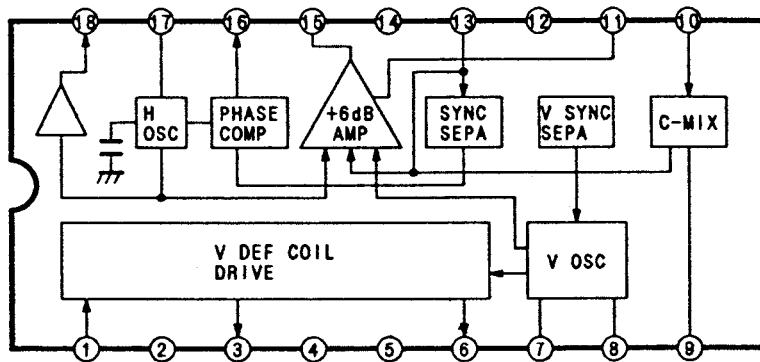 18 17 16 15 14 13 12 11 10
H OSC
PHASE COMP
+6dB AMP
SYNC SEPA
V SYNC SEPA
C-MIX
V DEF COIL DRIVE
V OSC
1 2 3 4 5 6 7 8 9